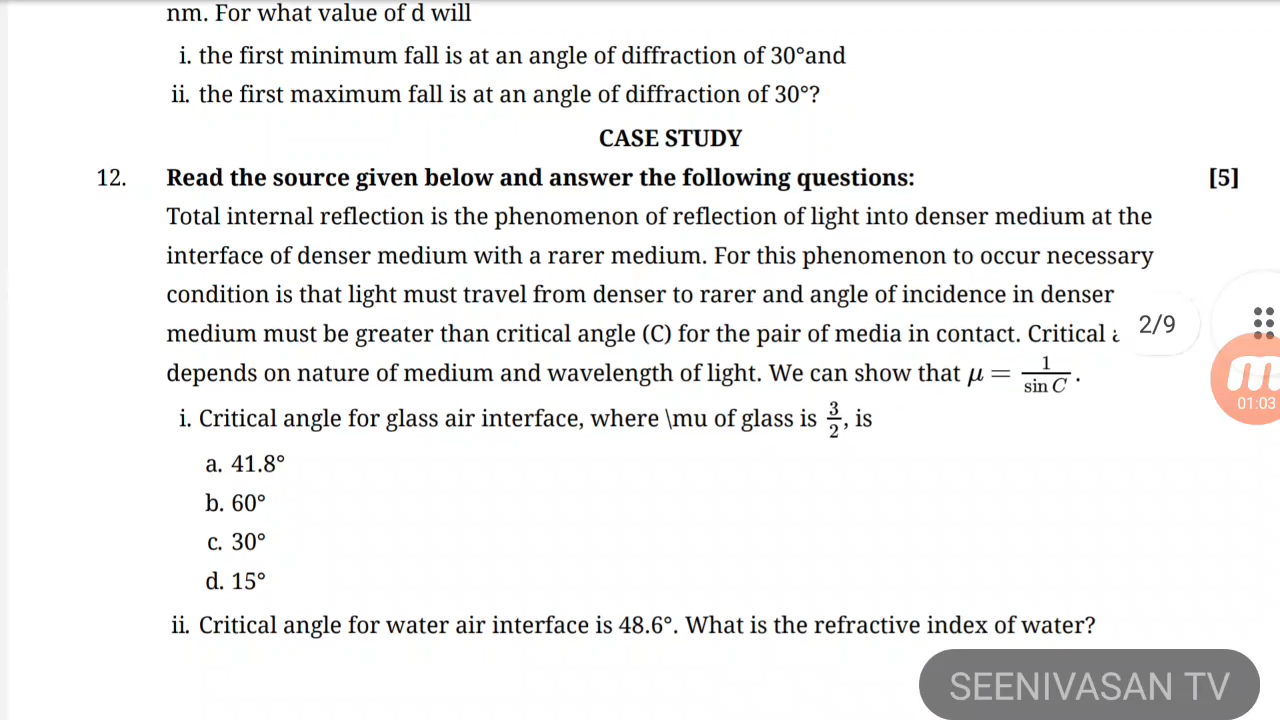 nm. For what value of d will
i. the first minimum fall is at an angle of diffraction of 30°and
ii. the first maximum fall is at an angle of diffraction of 30°?
CASE STUDY
12. Read the source given below and answer the following questions: [5]
Total internal reflection is the phenomenon of reflection of light into denser medium at the
interface of denser medium with a rarer medium. For this phenomenon to occur necessary
condition is that light must travel from denser to rarer and angle of incidence in denser
medium must be greater than critical angle (C) for the pair of media in contact. Critical
2/9
depends on nature of medium and wavelength of light. We can show that μ = 1/sin C.
01:03
i. Critical angle for glass air interface, where \mu of glass is 3/2, is
a. 41.8°
b. 60°
c. 30°
d. 15°
ii. Critical angle for water air interface is 48.6°. What is the refractive index of water?
SEENIVASAN TV